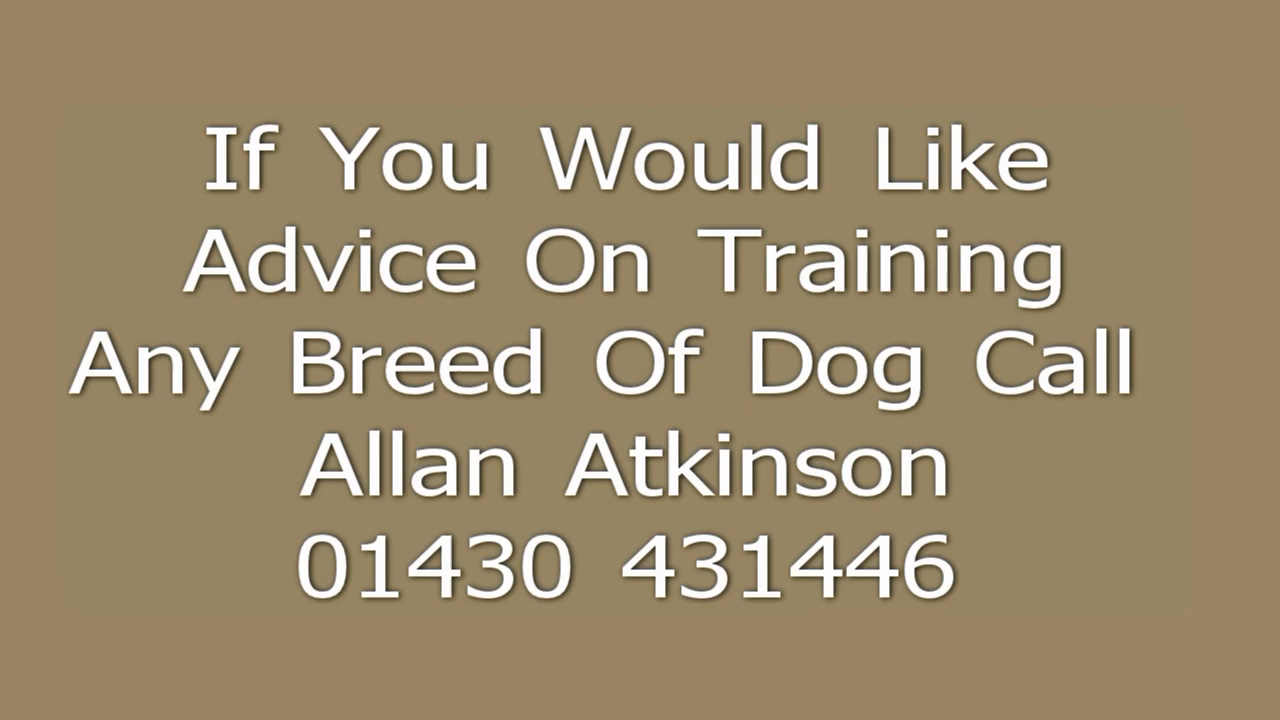 If You Would Like
Advice On Training
Any Breed Of Dog Call
Allan Atkinson
01430 431446